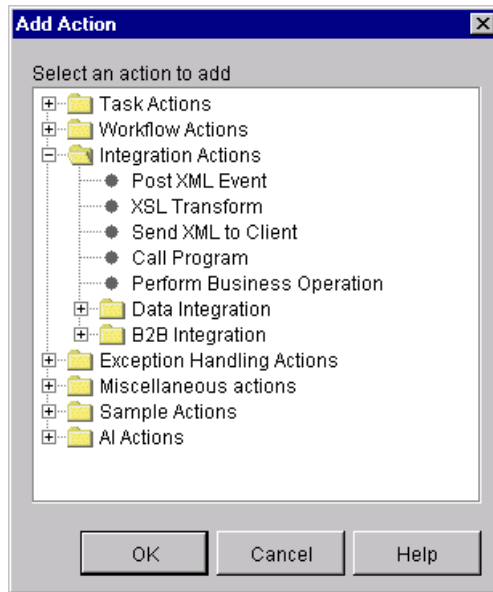 Add Action
Select an action to add
Task Actions
Workflow Actions
Integration Actions
Post XML Event
XSL Transform
Send XML to Client
Call Program
Perform Business Operation
Data Integration
B2B Integration
Exception Handling Actions
Miscellaneous actions
Sample Actions
AI Actions
OK Cancel Help